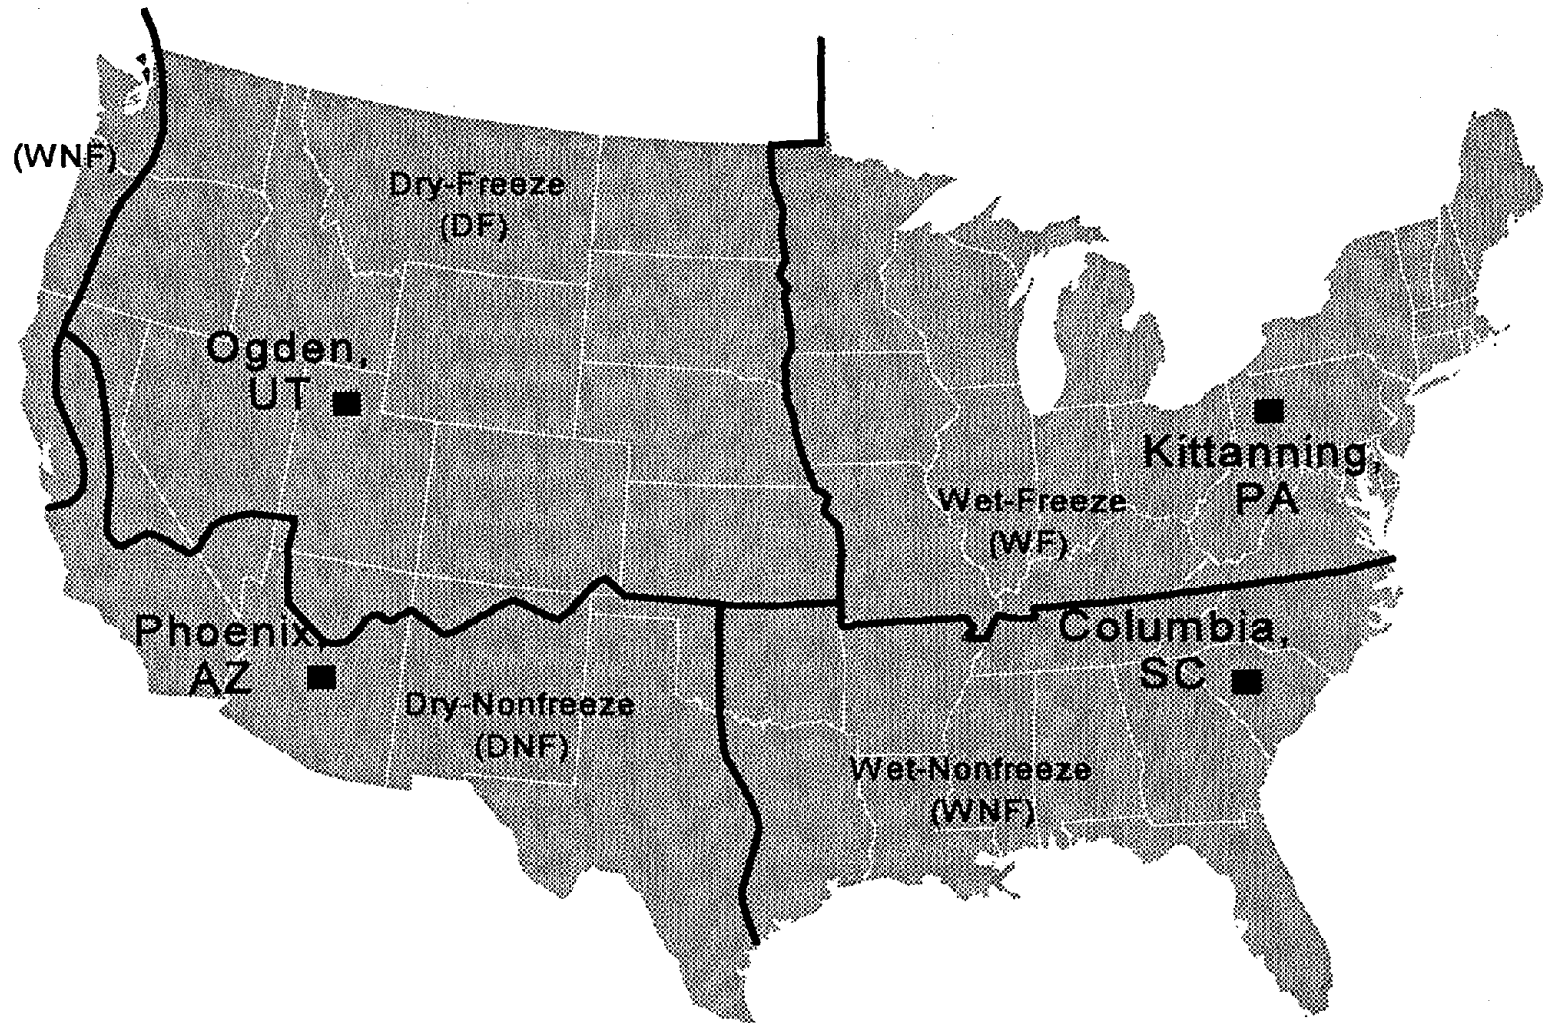 (WNF)
Dry-Freeze
(DF)
Ogden,
UT
Kittanning,
PA
Wet-Freeze
(WF)
Phoenix,
AZ
Columbia,
SC
Dry-Nonfreeze
(DNF)
Wet-Nonfreeze
(WNF)